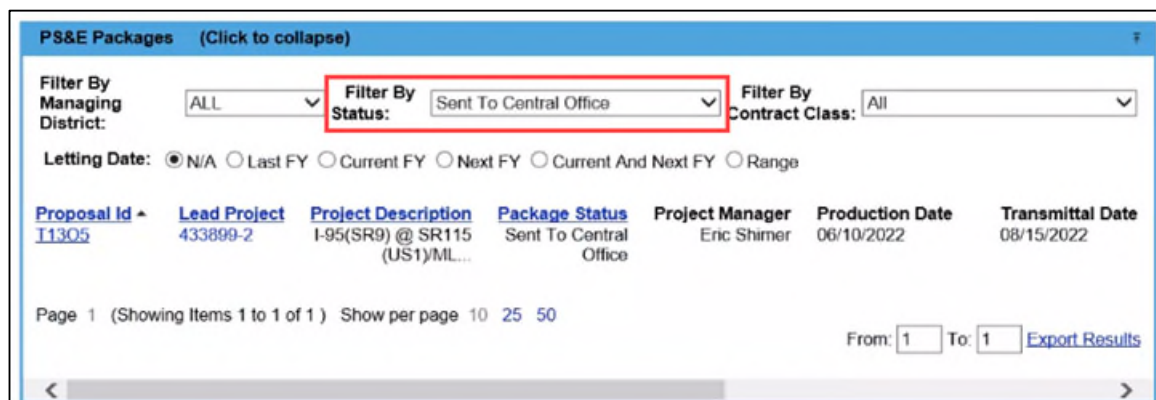 PS&E Packages (Click to collapse)
Filter By Managing District: ALL Filter By Status: Sent To Central Office Filter By Contract Class: All
Letting Date: N/A Last FY Current FY Next FY Current And Next FY Range
Proposal Id Lead Project Project Description Package Status Project Manager Production Date Transmittal Date
T13O5 433899-2 I-95(SR9) @ SR115 Sent To Central Eric Shirner 06/10/2022 08/15/2022
(US1)/ML... Office
Page 1 (Showing Items 1 to 1 of 1 ) Show per page 10 25 50
From: 1 To: 1 Export Results